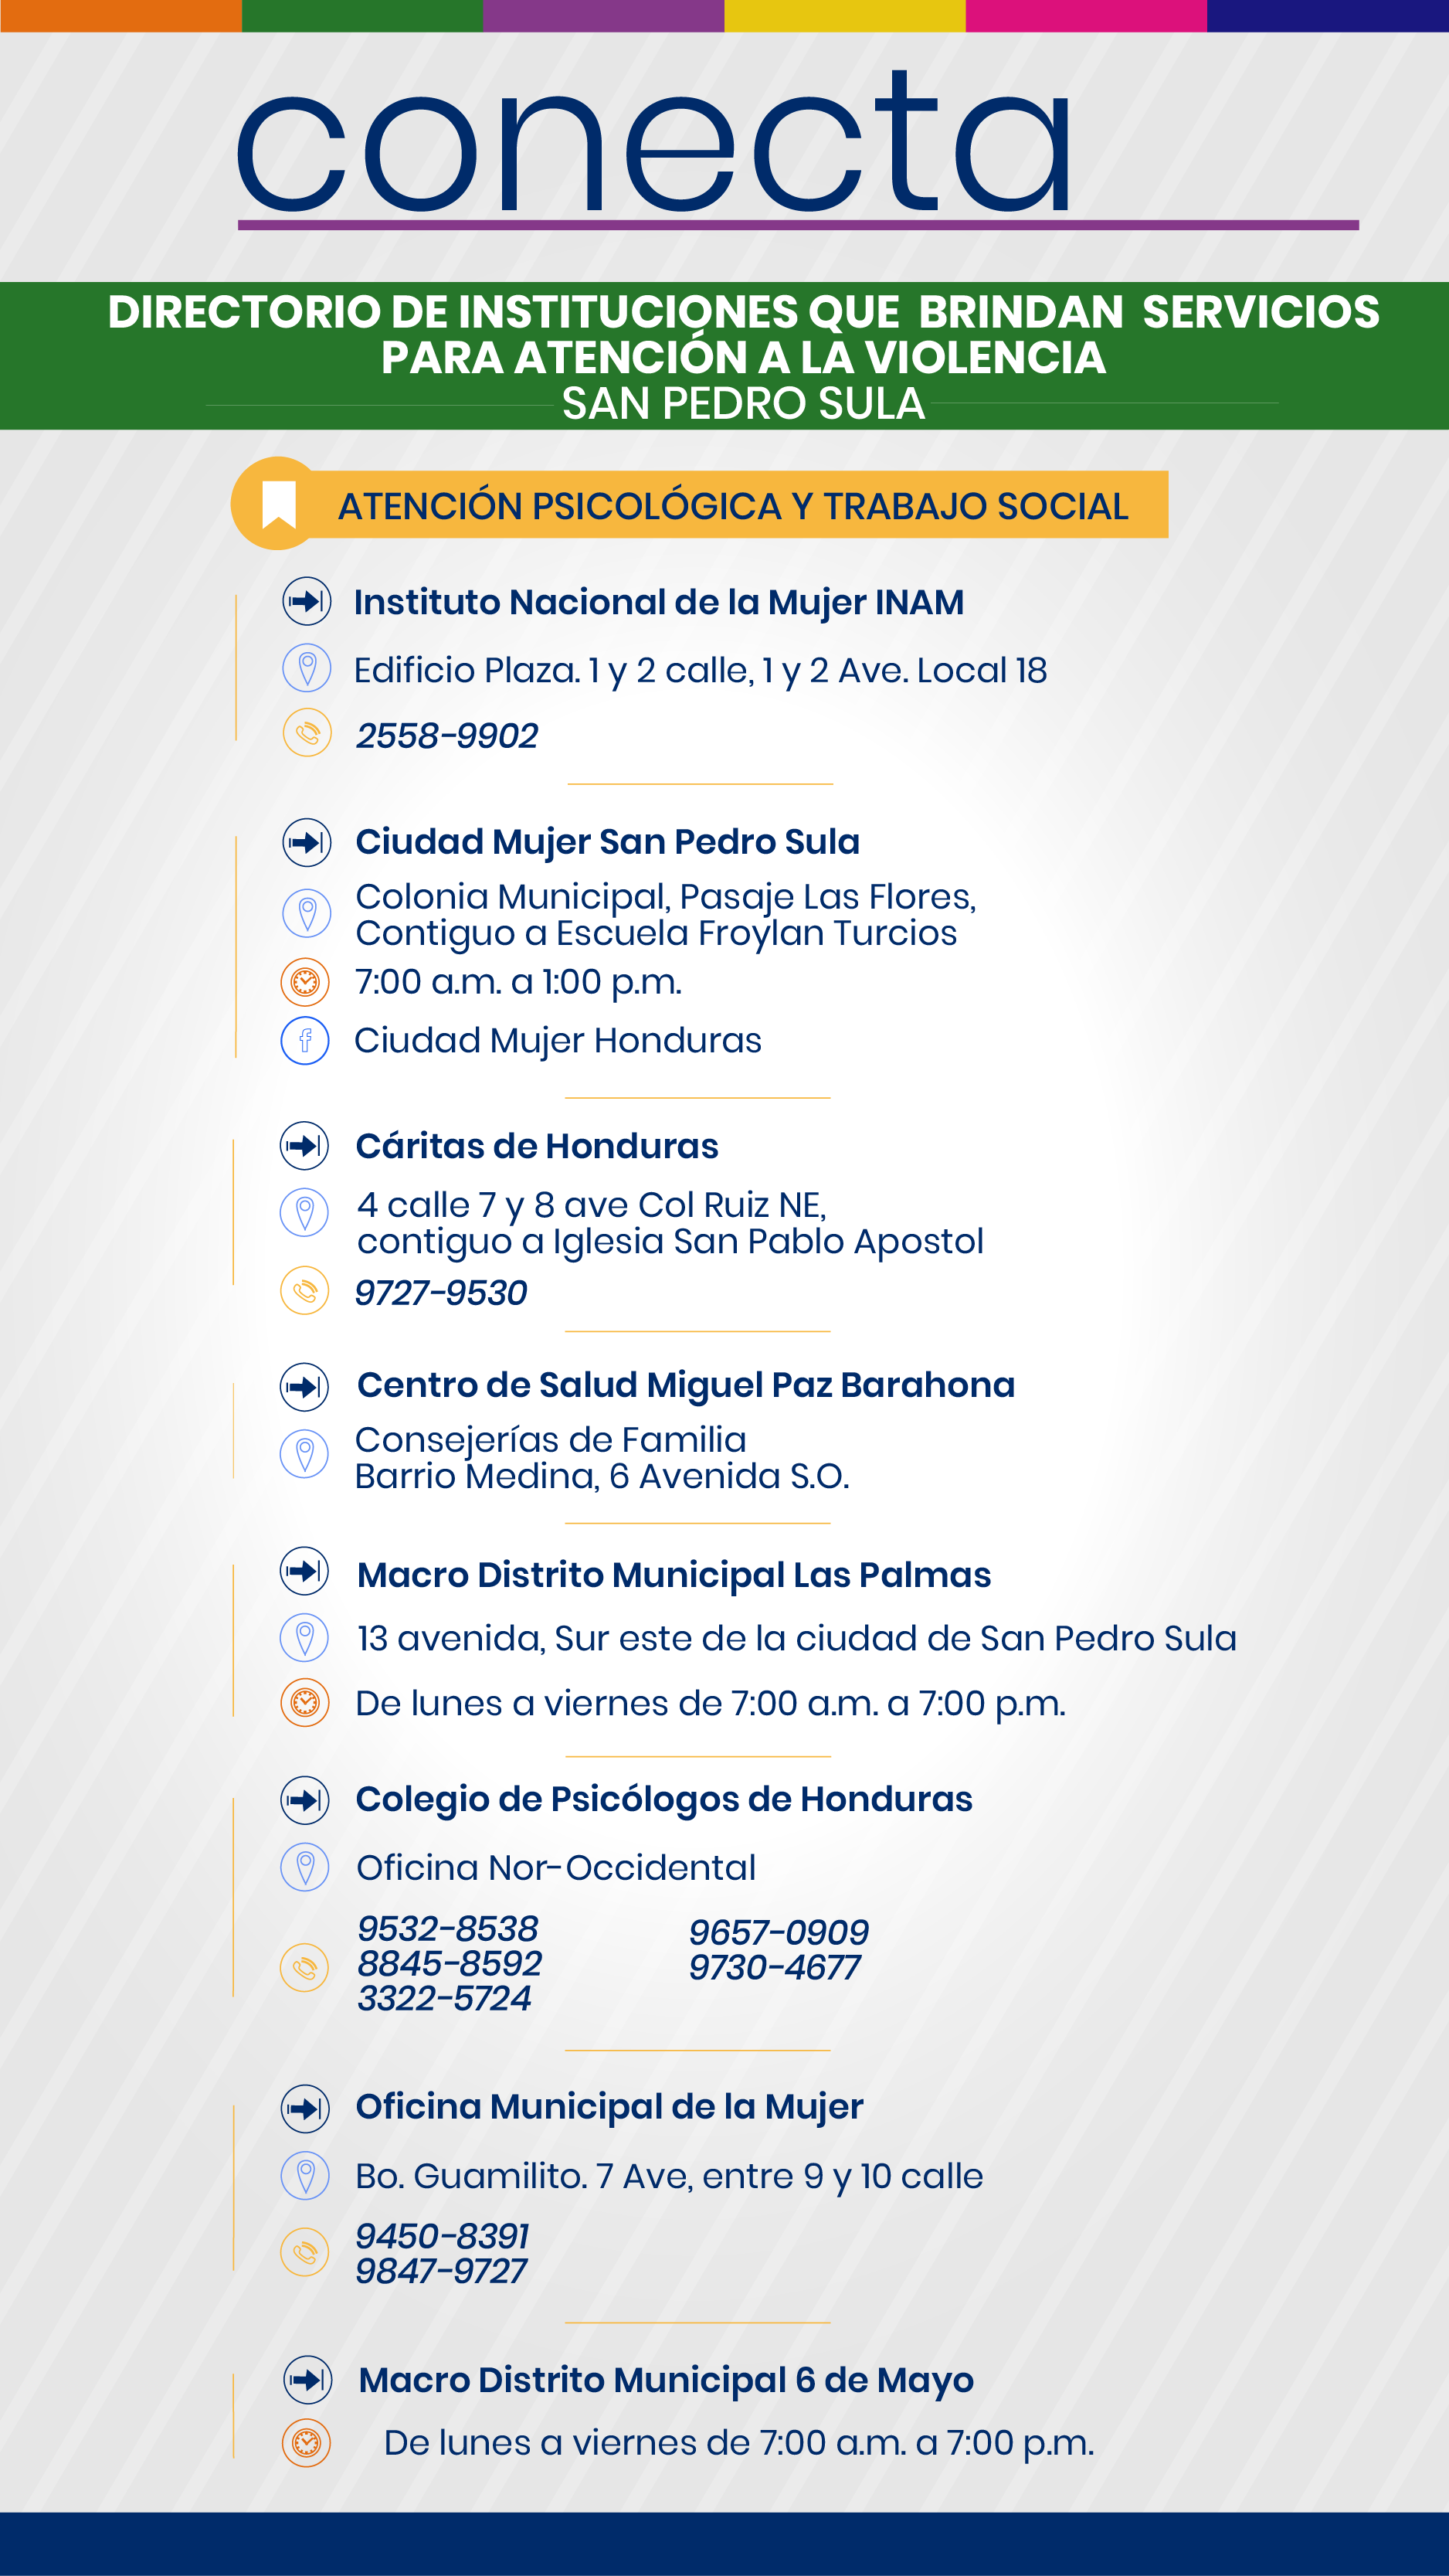 conecta
DIRECTORIO DE INSTITUCIONES QUE BRINDAN SERVICIOS
PARA ATENCIÓN A LA VIOLENCIA
SAN PEDRO SULA
ATENCIÓN PSICOLÓGICA Y TRABAJO SOCIAL
Instituto Nacional de la Mujer INAM
Edificio Plaza. 1 y 2 calle, 1 y 2 Ave. Local 18
2558-9902
Ciudad Mujer San Pedro Sula
Colonia Municipal, Pasaje Las Flores,
Contiguo a Escuela Froylan Turcios
7:00 a.m. a 1:00 p.m.
Ciudad Mujer Honduras
Cáritas de Honduras
4 calle 7 y 8 ave Col Ruiz NE,
contiguo a Iglesia San Pablo Apostol
9727-9530
Centro de Salud Miguel Paz Barahona
Consejerías de Familia
Barrio Medina, 6 Avenida S.O.
Macro Distrito Municipal Las Palmas
13 avenida, Sur este de la ciudad de San Pedro Sula
De lunes a viernes de 7:00 a.m. a 7:00 p.m.
Colegio de Psicólogos de Honduras
Oficina Nor-Occidental
9532-8538
8845-8592
3322-5724
9657-0909
9730-4677
Oficina Municipal de la Mujer
Bo. Guamilito. 7 Ave, entre 9 y 10 calle
9450-8391
9847-9727
Macro Distrito Municipal 6 de Mayo
De lunes a viernes de 7:00 a.m. a 7:00 p.m.